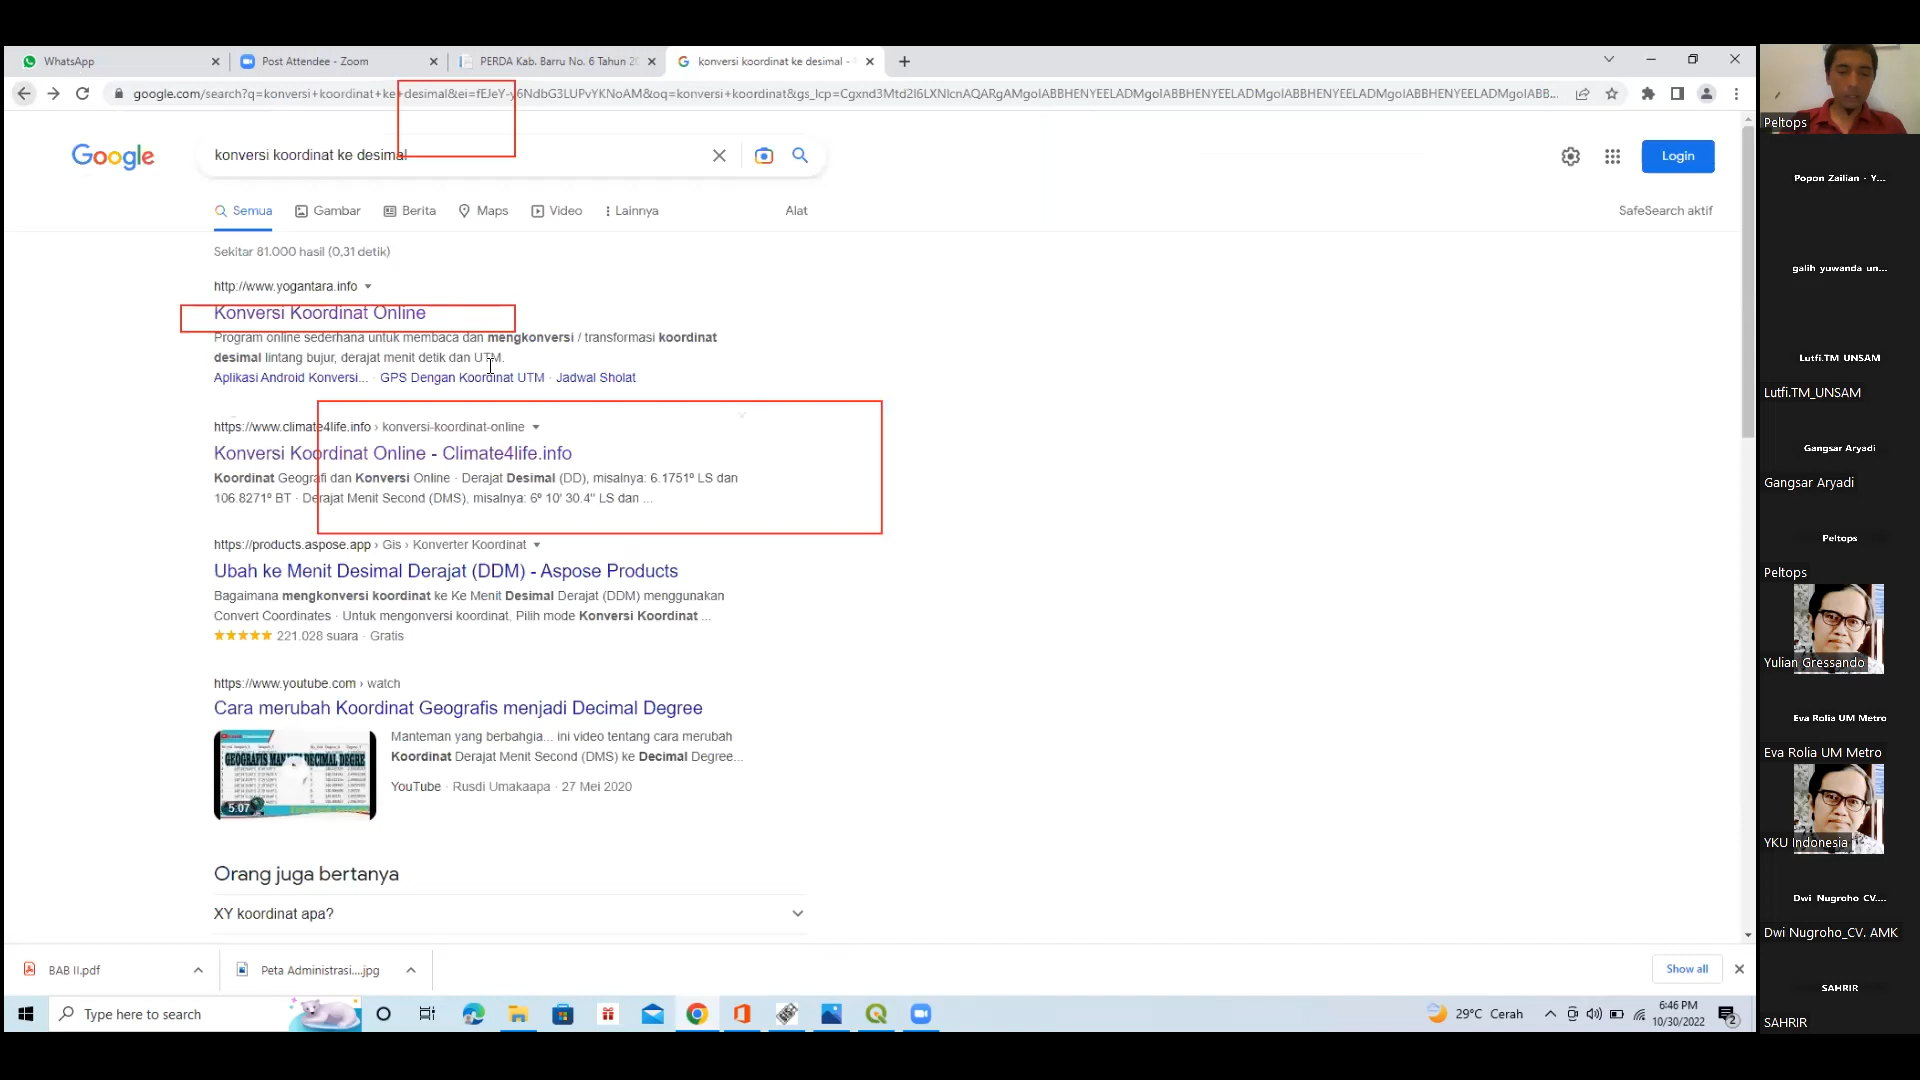 WhatsApp
Post Attendee - Zoom
PERDA Kab. Barru No. 6 Tahun 20
konversi koordinat ke desimal -
google.com/search?q=konversi+koordinat+ke+desimal&ei=
Google
konversi koordinat ke desimal
Login
Semua
Gambar
Berita
Maps
Video
Lainnya
Alat
SafeSearch aktif
Sekitar 81.000 hasil (0,31 detik)
http://www.yogantara.info
Konversi Koordinat Online
Program online sederhana untuk membaca dan mengkonversi / transformasi koordinat
desimal lintang bujur, derajat menit detik dan UTM.
Aplikasi Android Konversi... · GPS Dengan Koordinat UTM · Jadwal Sholat
https://www.climate4life.info › konversi-koordinat-online
Konversi Koordinat Online - Climate4life.info
Koordinat Geografi dan Konversi Online · Derajat Desimal (DD), misalnya: 6.1751º LS dan
106 8271º BT · Derajat Menit Second (DMS), misalnya: 6º 10' 30.4" LS dan ...
https://products.aspose.app › Gis › Konverter Koordinat
Ubah ke Menit Desimal Derajat (DDM) - Aspose Products
Bagaimana mengkonversi koordinat ke Ke Menit Desimal Derajat (DDM) menggunakan
Convert Coordinates · Untuk mengonversi koordinat, Pilih mode Konversi Koordinat ...
221.028 suara · Gratis
https://www.youtube.com › watch
Cara merubah Koordinat Geografis menjadi Decimal Degree
GEOGRAFIS DECIMAL DEGRE
5:07
Manteman yang berbahgia... ini video tentang cara merubah
Koordinat Derajat Menit Second (DMS) ke Decimal Degree...
YouTube · Rusdi Umakaapa · 27 Mei 2020
Orang juga bertanya
XY koordinat apa?
BAB II.pdf
Peta Administrasi....jpg
Show all
Type here to search
29°C Cerah
6:46 PM
10/30/2022
2
Peltops
Popon Zailian - Y...
galih yuwanda un...
Lutfi.TM UNSAM
Lutfi.TM_UNSAM
Gangsar Aryadi
Gangsar Aryadi
Peltops
Peltops
Yulian Gressando
Eva Rolia UM Metro
Eva Rolia UM Metro
YKU Indonesia
Dwi Nugroho CV....
Dwi Nugroho_CV. AMK
SAHRIR
SAHRIR